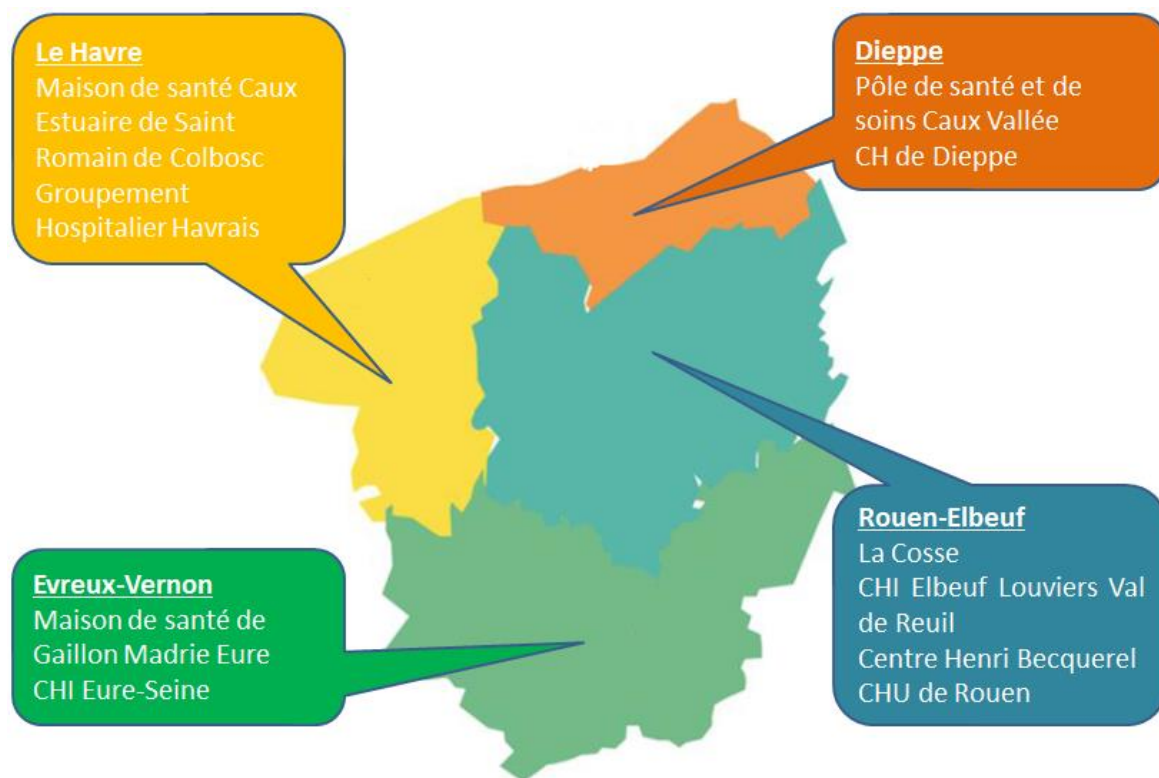 Le Havre
Maison de santé Caux
Estuaire de Saint
Romain de Colbosc
Groupement
Hospitalier Havrais
Dieppe
Pôle de santé et de
soins Caux Vallée
CH de Dieppe
Evreux-Vernon
Maison de santé de
Gaillon Madrie Eure
CHI Eure-Seine
Rouen-Elbeuf
La Cosse
CHI Elbeuf Louviers Val
de Reuil
Centre Henri Becquerel
CHU de Rouen